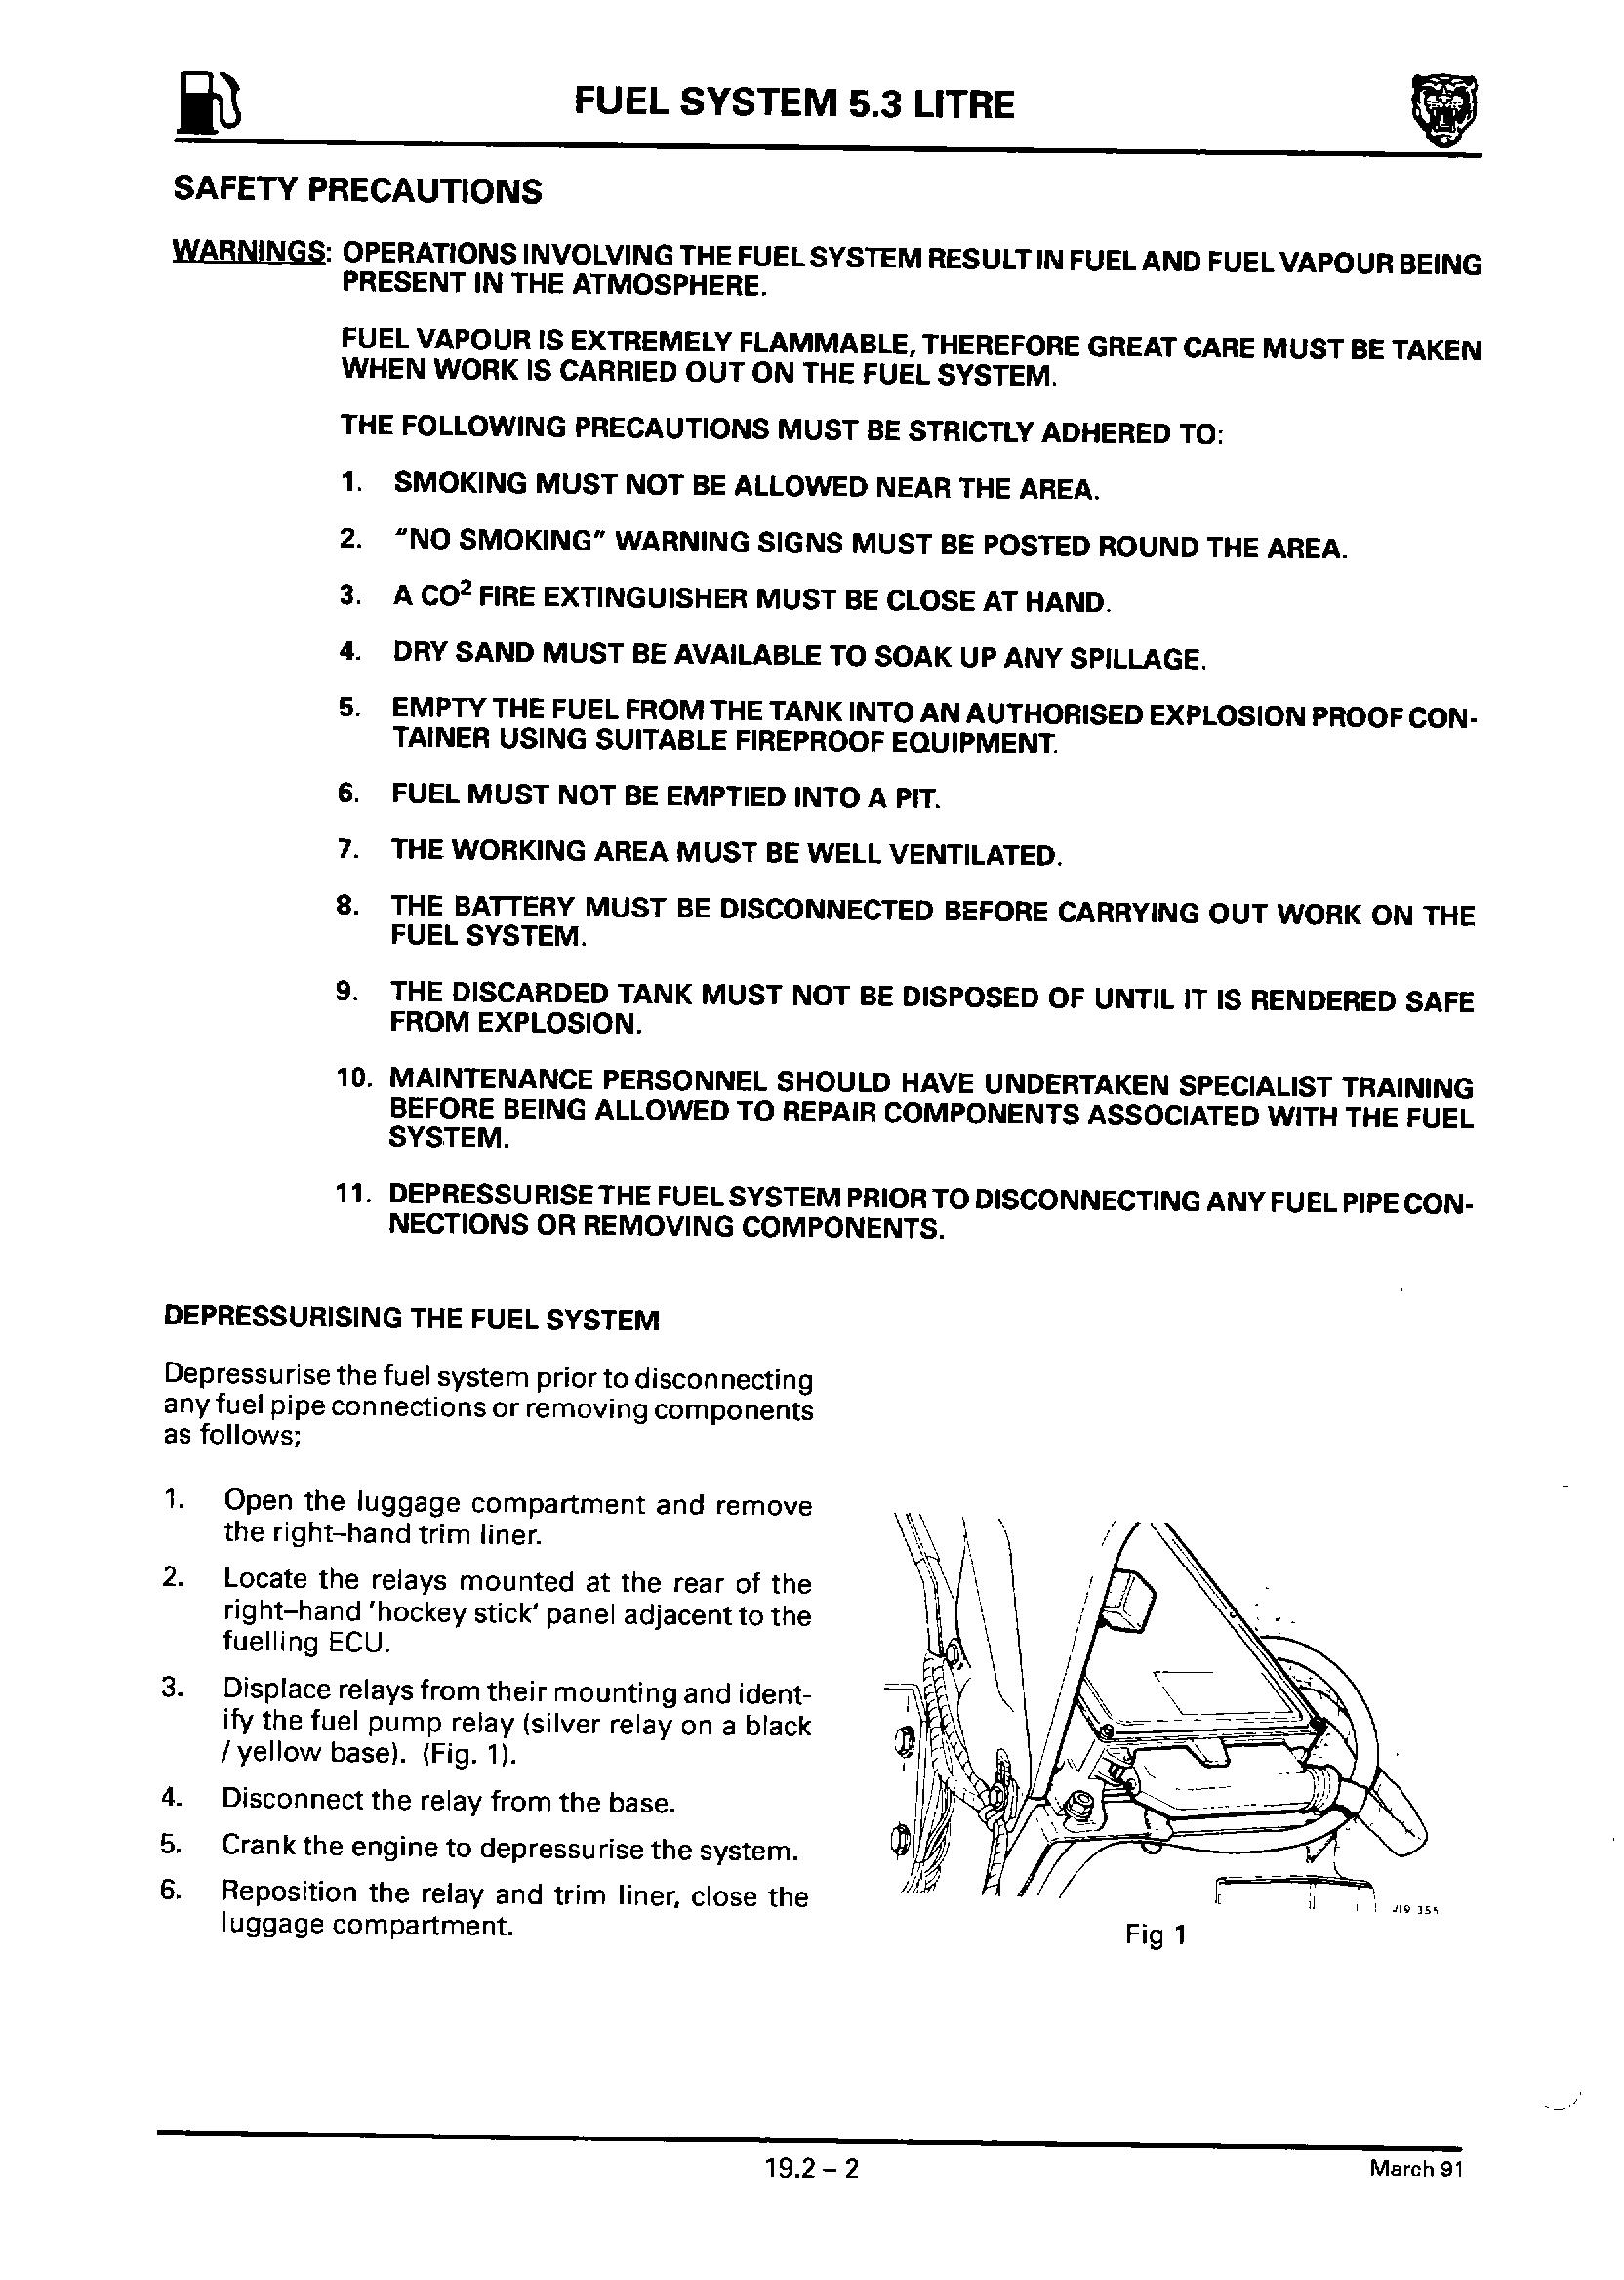 FUEL SYSTEM 5.3 LITRE
SAFETY PRECAUTIONS
WARNINGS: OPERATIONS INVOLVING THE FUEL SYSTEM RESULT IN FUEL AND FUEL VAPOUR BEING
PRESENT IN THE ATMOSPHERE.
FUEL VAPOUR IS EXTREMELY FLAMMABLE, THEREFORE GREAT CARE MUST BE TAKEN
WHEN WORK IS CARRIED OUT ON THE FUEL SYSTEM.
THE FOLLOWING PRECAUTIONS MUST BE STRICTLY ADHERED TO:
1. SMOKING MUST NOT BE ALLOWED NEAR THE AREA.
2. "NO SMOKING" WARNING SIGNS MUST BE POSTED ROUND THE AREA.
3. A CO² FIRE EXTINGUISHER MUST BE CLOSE AT HAND.
4. DRY SAND MUST BE AVAILABLE TO SOAK UP ANY SPILLAGE.
5. EMPTY THE FUEL FROM THE TANK INTO AN AUTHORISED EXPLOSION PROOF CON-
TAINER USING SUITABLE FIREPROOF EQUIPMENT.
6. FUEL MUST NOT BE EMPTIED INTO A PIT.
7. THE WORKING AREA MUST BE WELL VENTILATED.
8. THE BATTERY MUST BE DISCONNECTED BEFORE CARRYING OUT WORK ON THE
FUEL SYSTEM.
9. THE DISCARDED TANK MUST NOT BE DISPOSED OF UNTIL IT IS RENDERED SAFE
FROM EXPLOSION.
10. MAINTENANCE PERSONNEL SHOULD HAVE UNDERTAKEN SPECIALIST TRAINING
BEFORE BEING ALLOWED TO REPAIR COMPONENTS ASSOCIATED WITH THE FUEL
SYSTEM.
11. DEPRESSURISE THE FUEL SYSTEM PRIOR TO DISCONNECTING ANY FUEL PIPE CON-
NECTIONS OR REMOVING COMPONENTS.
DEPRESSURISING THE FUEL SYSTEM
Depressurise the fuel system prior to disconnecting
any fuel pipe connections or removing components
as follows;
1. Open the luggage compartment and remove
the right-hand trim liner.
2. Locate the relays mounted at the rear of the
right-hand 'hockey stick' panel adjacent to the
fuelling ECU.
3. Displace relays from their mounting and ident-
ify the fuel pump relay (silver relay on a black
/ yellow base). (Fig. 1).
4. Disconnect the relay from the base.
5. Crank the engine to depressurise the system.
6. Reposition the relay and trim liner, close the
luggage compartment.
J19 355
Fig 1
19.2 – 2
March 91